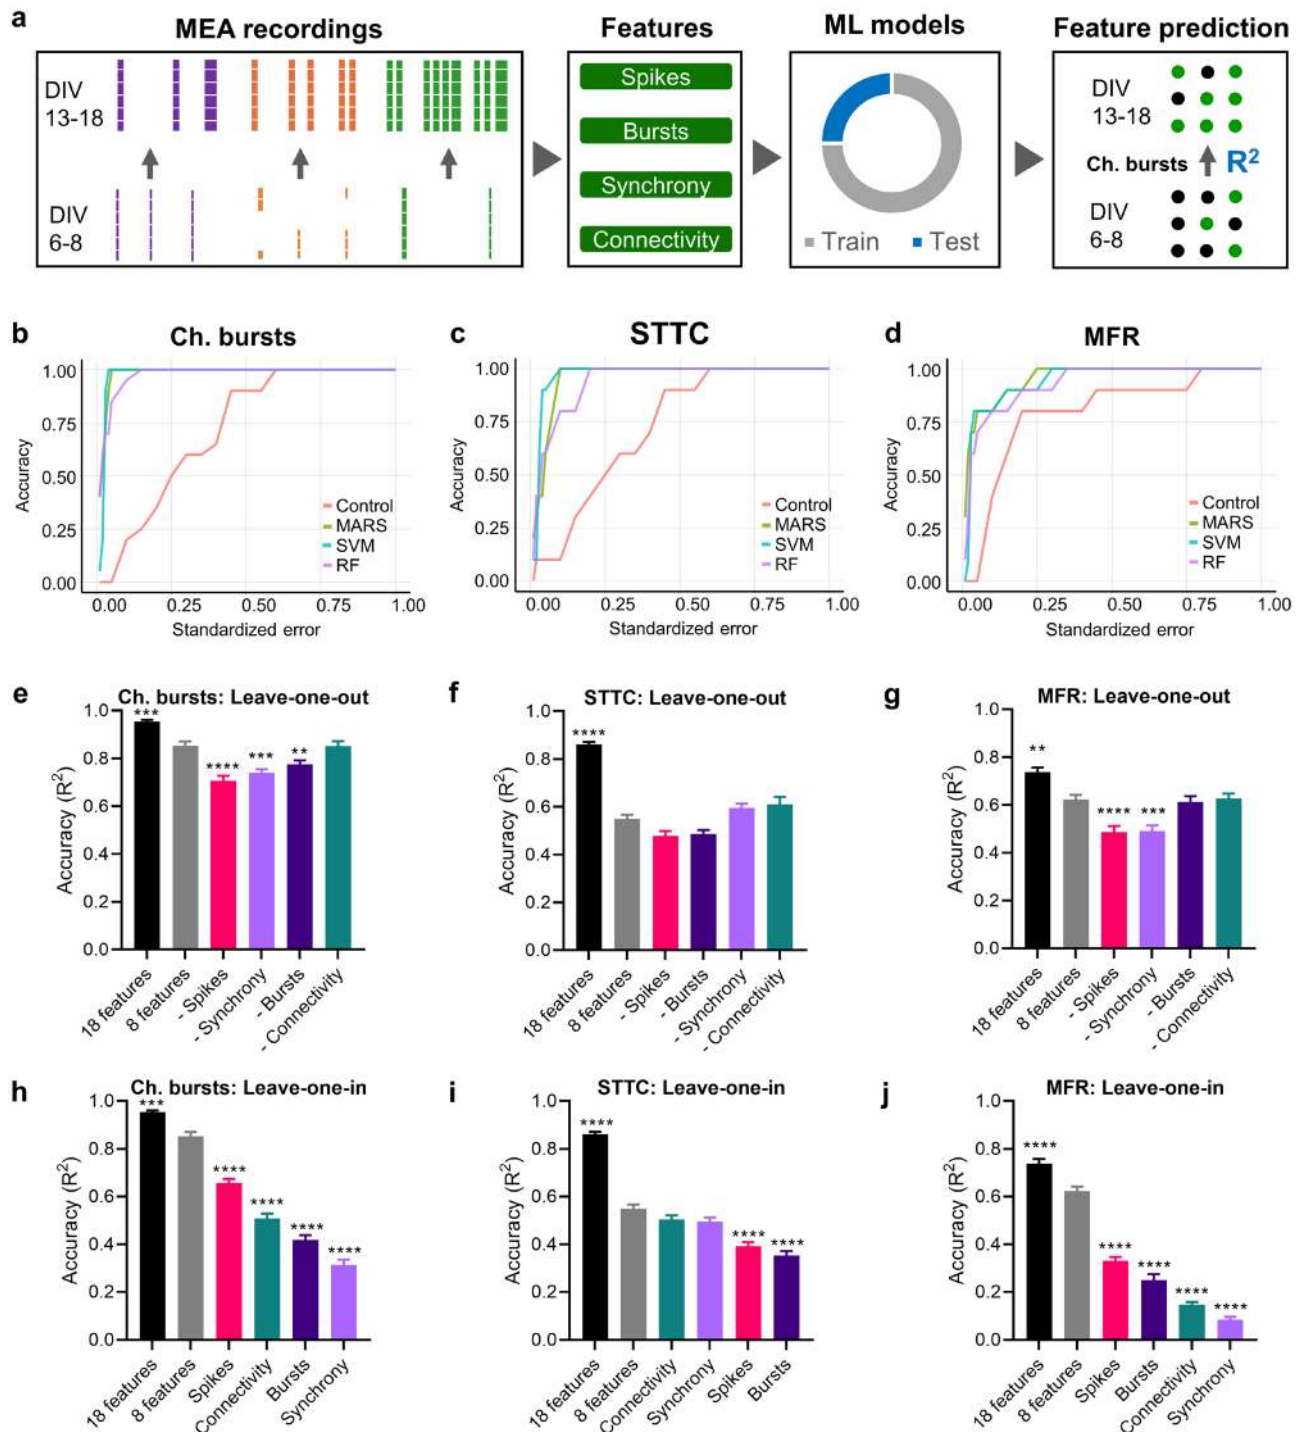 a
MEA recordings
Features
ML models
Feature prediction
DIV
13-18
DIV
6-8
Spikes
Bursts
Synchrony
Connectivity
Train Test
DIV
13-18
Ch. bursts R²
DIV
6-8
b
Ch. bursts
Accuracy
1.00
0.75
0.50
0.25
0.00
Control
MARS
SVM
RF
0.00 0.25 0.50 0.75 1.00
Standardized error
c
STTC
Accuracy
1.00
0.75
0.50
0.25
0.00
Control
MARS
SVM
RF
0.00 0.25 0.50 0.75 1.00
Standardized error
d
MFR
Accuracy
1.00
0.75
0.50
0.25
0.00
Control
MARS
SVM
RF
0.00 0.25 0.50 0.75 1.00
Standardized error
e
Ch. bursts: Leave-one-out
Accuracy (R²)
1.0
0.8
0.6
0.4
0.2
0.0
*** **** *** **
18 features
8 features
- Spikes
- Synchrony
- Bursts
- Connectivity
f
STTC: Leave-one-out
Accuracy (R²)
1.0
0.8
0.6
0.4
0.2
0.0
****
18 features
8 features
- Spikes
- Bursts
- Synchrony
- Connectivity
g
MFR: Leave-one-out
Accuracy (R²)
1.0
0.8
0.6
0.4
0.2
0.0
** **** ***
18 features
8 features
- Spikes
- Synchrony
- Bursts
- Connectivity
h
Ch. bursts: Leave-one-in
Accuracy (R²)
1.0
0.8
0.6
0.4
0.2
0.0
*** **** **** **** ****
18 features
8 features
Spikes
Connectivity
Bursts
Synchrony
i
STTC: Leave-one-in
Accuracy (R²)
1.0
0.8
0.6
0.4
0.2
0.0
**** **** ****
18 features
8 features
Connectivity
Synchrony
Spikes
Bursts
j
MFR: Leave-one-in
Accuracy (R²)
1.0
0.8
0.6
0.4
0.2
0.0
**** **** **** **** ****
18 features
8 features
Spikes
Bursts
Connectivity
Synchrony